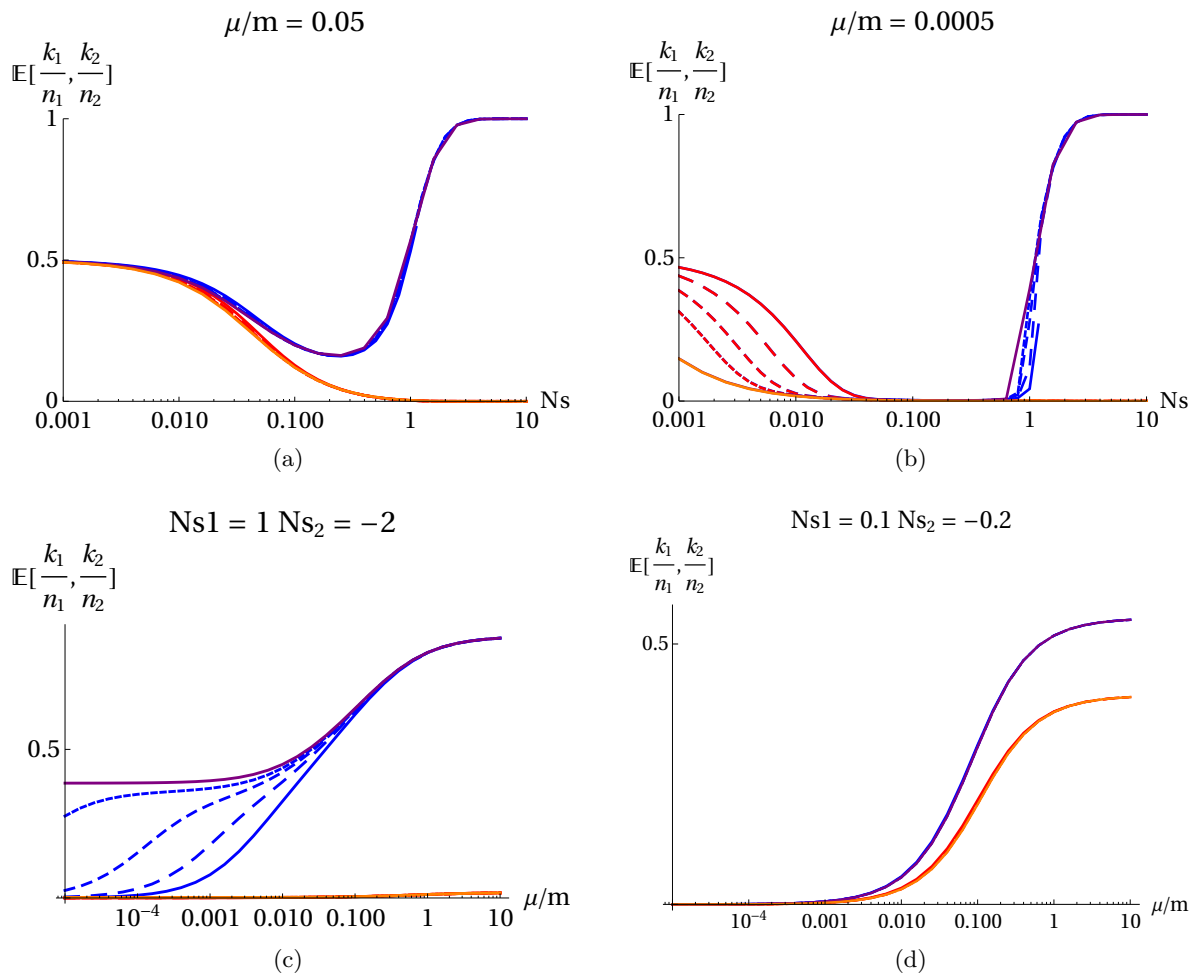 μ/m = 0.05
𝔼[k₁/n₁, k₂/n₂]
1
0.5
0
0.001 0.010 0.100 1 10 Ns
(a)
μ/m = 0.0005
𝔼[k₁/n₁, k₂/n₂]
1
0.5
0
0.001 0.010 0.100 1 10 Ns
(b)
Ns1 = 1 Ns₂ = −2
𝔼[k₁/n₁, k₂/n₂]
0.5
10⁻⁴ 0.001 0.010 0.100 1 10 μ/m
(c)
Ns1 = 0.1 Ns₂ = −0.2
𝔼[k₁/n₁, k₂/n₂]
0.5
10⁻⁴ 0.001 0.010 0.100 1 10 μ/m
(d)